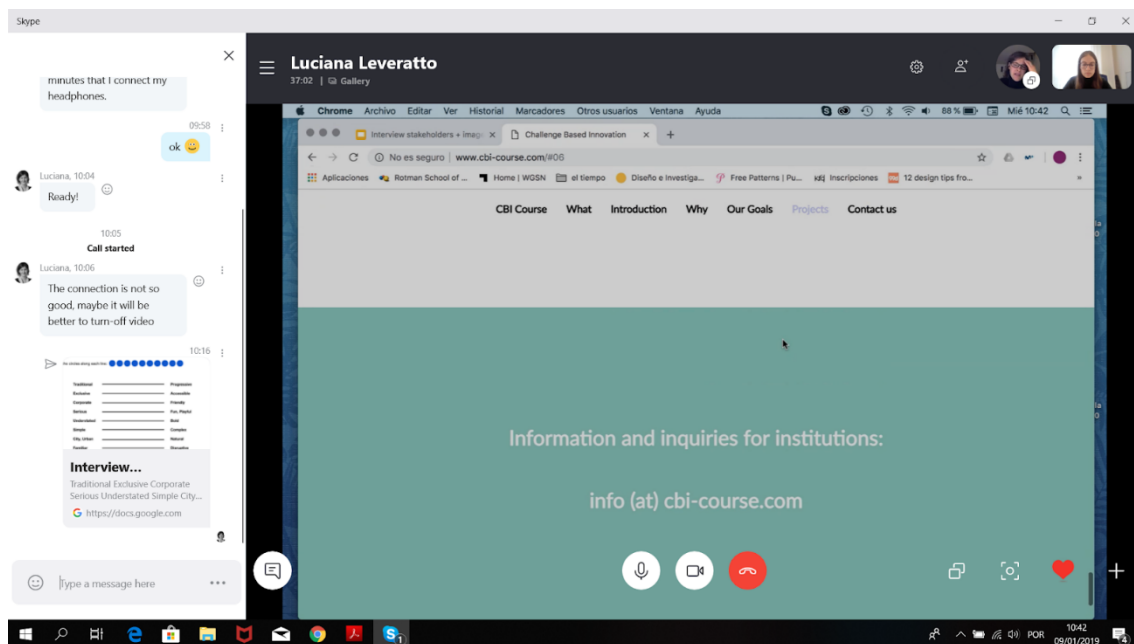 Skype
minutes that I connect my
headphones.
09:58
ok
Luciana, 10:04
Ready!
10:05
Call started
Luciana, 10:06
The connection is not so
good, maybe it will be
better to turn-off video
10:16
Traditional Progressive
Exclusive Accessible
Corporate Friendly
Serious Fun, Playful
Understated Bold
Simple Complex
City, Urban Natural
Interview...
Traditional Exclusive Corporate
Serious Understated Simple City...
https://docs.google.com
Type a message here
Luciana Leveratto
37:02 | Gallery
Chrome Archivo Editar Ver Historial Marcadores Otros usuarios Ventana Ayuda 88% Mié 10:42
Interview stakeholders + imag Challenge Based Innovation
No es seguro | www.cbi-course.com/#06
Aplicaciones Rotman School of ... Home | WGSN el tiempo Diseño e Investiga... Free Patterns | Pu... Inscripciones 12 design tips fro... »
CBI Course What Introduction Why Our Goals Projects Contact us
Information and inquiries for institutions:
info (at) cbi-course.com
POR
10:42
09/01/2019